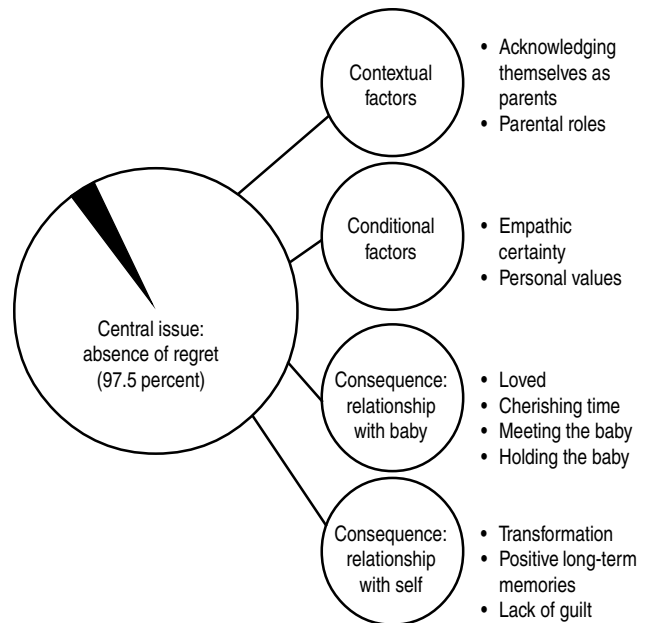 Contextual
factors
• Acknowledging
themselves as
parents
• Parental roles
Conditional
factors
• Empathic
certainty
• Personal values
Central issue:
absence of regret
(97.5 percent)
Consequence:
relationship
with baby
• Loved
• Cherishing time
• Meeting the baby
• Holding the baby
Consequence:
relationship
with self
• Transformation
• Positive long-term
memories
• Lack of guilt